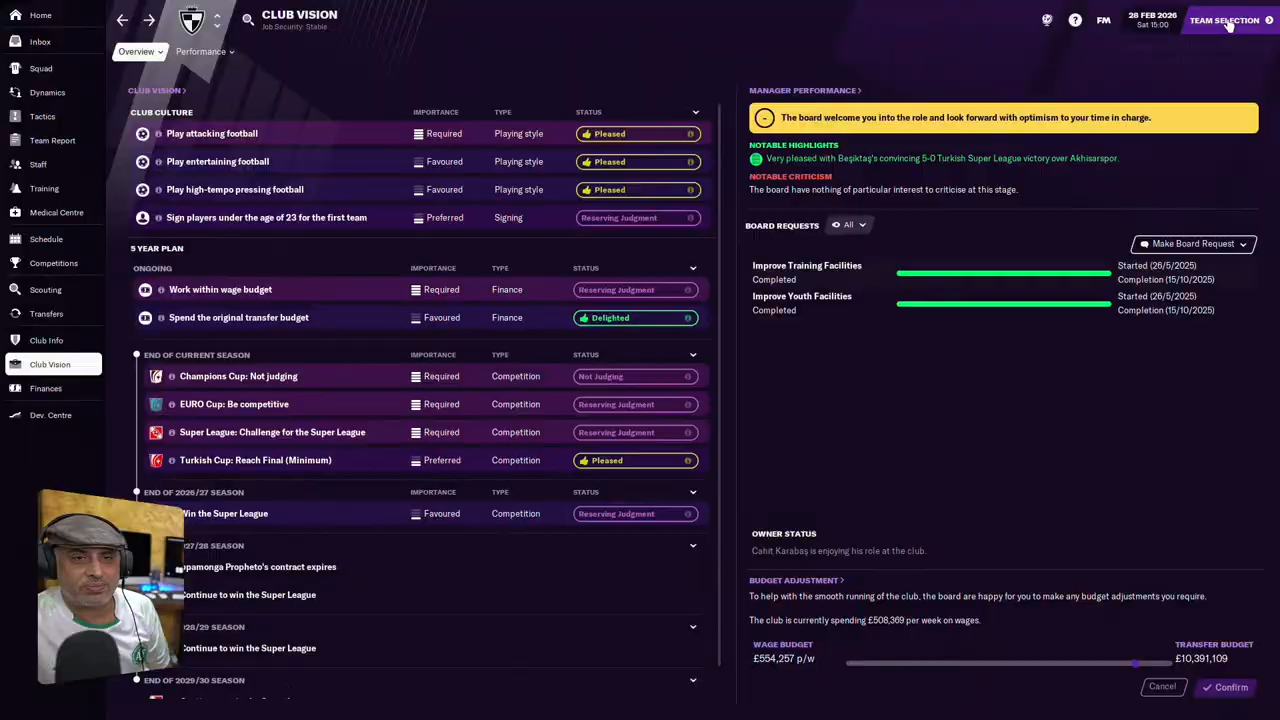 Home
Inbox
Squad
Dynamics
Tactics
Team Report
Staff
Training
Medical Centre
Schedule
Competitions
Scouting
Transfers
Club Info
Club Vision
Finances
Dev. Centre
CLUB VISION
Job Security: Stable
FM
28 FEB 2026
Sat 15:00
TEAM SELECTION
Overview
Performance
CLUB VISION >
CLUB CULTURE IMPORTANCE TYPE STATUS
Play attacking football Required Playing style Pleased
Play entertaining football Favoured Playing style Pleased
Play high-tempo pressing football Favoured Playing style Pleased
Sign players under the age of 23 for the first team Preferred Signing Reserving Judgment
5 YEAR PLAN
ONGOING IMPORTANCE TYPE STATUS
Work within wage budget Required Finance Reserving Judgment
Spend the original transfer budget Favoured Finance Delighted
END OF CURRENT SEASON IMPORTANCE TYPE STATUS
Champions Cup: Not judging Required Competition Not Judging
EURO Cup: Be competitive Required Competition Reserving Judgment
Super League: Challenge for the Super League Required Competition Reserving Judgment
Turkish Cup: Reach Final (Minimum) Preferred Competition Pleased
END OF 2026/27 SEASON IMPORTANCE TYPE STATUS
Win the Super League Favoured Competition Reserving Judgment
027/28 SEASON
contract expires
Continue to win the Super League
028/29 SEASON
Continue to win the Super League
END OF 2029/30 SEASON
MANAGER PERFORMANCE >
The board welcome you into the role and look forward with optimism to your time in charge.
NOTABLE HIGHLIGHTS
Very pleased with Beşiktaş's convincing 5-0 Turkish Super League victory over Akhisarspor.
NOTABLE CRITICISM
The board have nothing of particular interest to criticise at this stage.
BOARD REQUESTS All
Make Board Request
Improve Training Facilities Started (26/5/2025)
Completed Completion (15/10/2025)
Improve Youth Facilities Started (26/5/2025)
Completed Completion (15/10/2025)
OWNER STATUS
Cahit Karabaş is enjoying his role at the club.
BUDGET ADJUSTMENT >
To help with the smooth running of the club, the board are happy for you to make any budget adjustments you require.
The club is currently spending £508,369 per week on wages.
WAGE BUDGET TRANSFER BUDGET
£554,257 p/w £10,391,109
Cancel Confirm